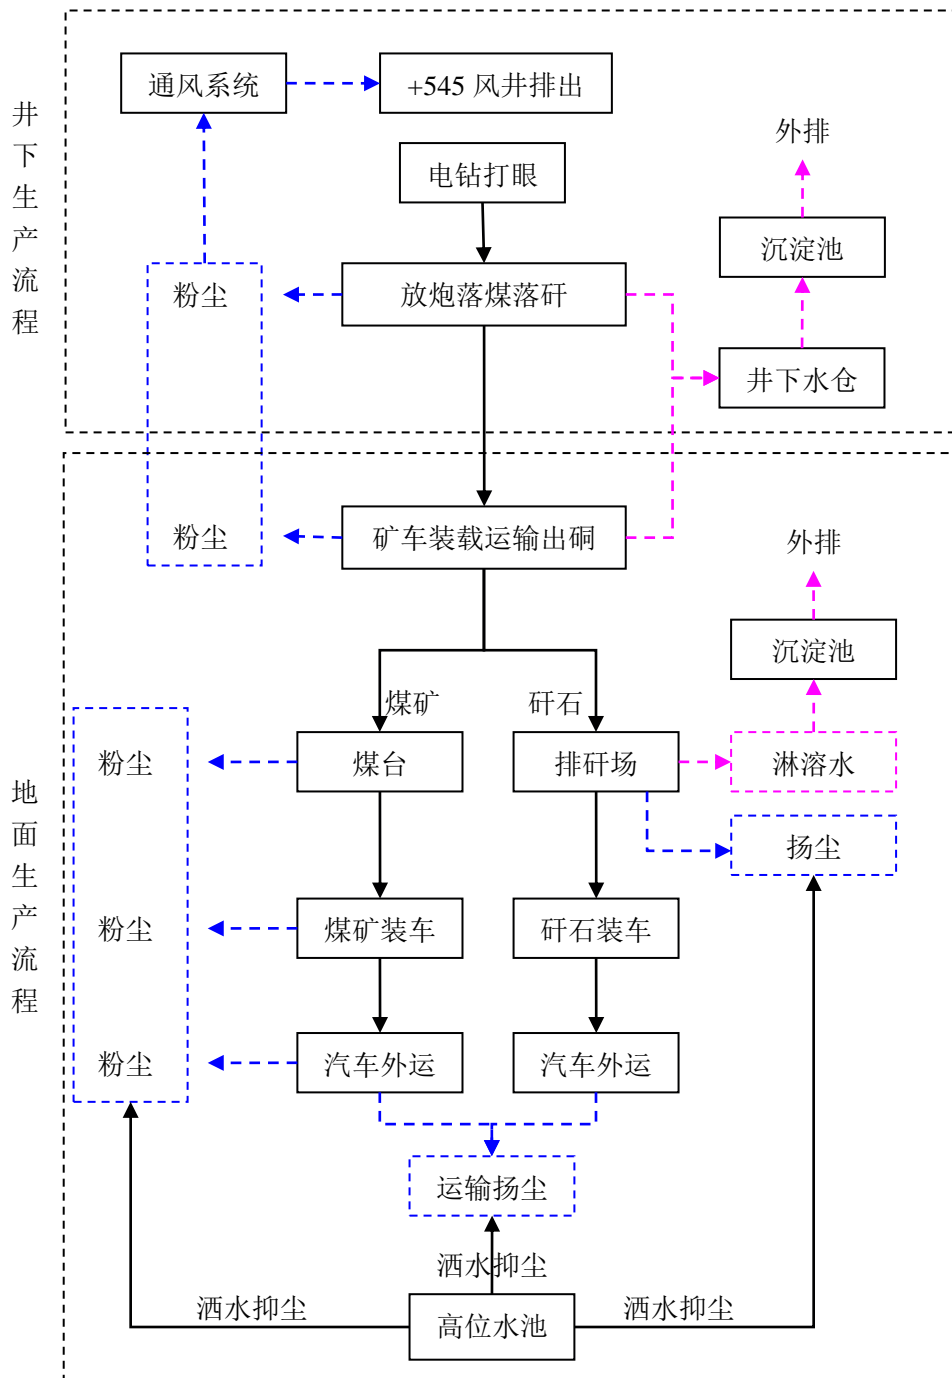 井下生产流程
通风系统
+545 风井排出
电钻打眼
外排
沉淀池
粉尘
放炮落煤落矸
井下水仓
粉尘
矿车装载运输出硐
外排
沉淀池
煤矿
矸石
地面生产流程
粉尘
煤台
排矸场
淋溶水
扬尘
粉尘
煤矿装车
矸石装车
粉尘
汽车外运
汽车外运
运输扬尘
洒水抑尘
洒水抑尘
洒水抑尘
高位水池